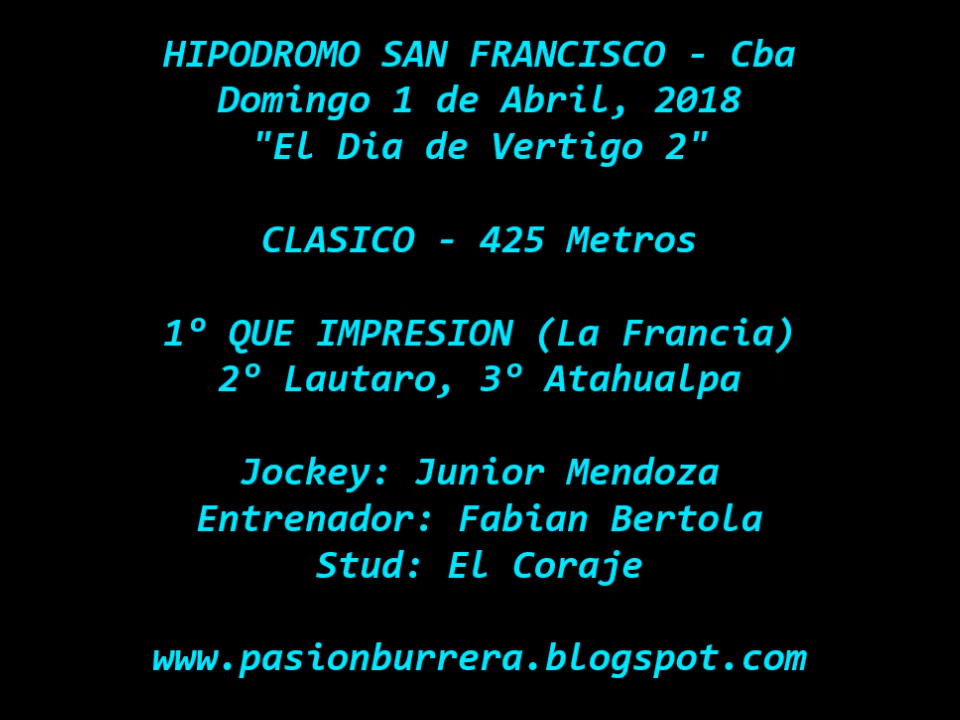 HIPODROMO SAN FRANCISCO - Cba
Domingo 1 de Abril, 2018
"El Dia de Vertigo 2"
CLASICO - 425 Metros
1º QUE IMPRESION (La Francia)
2º Lautaro, 3º Atahualpa
Jockey: Junior Mendoza
Entrenador: Fabian Bertola
Stud: El Coraje
www.pasionburrera.blogspot.com